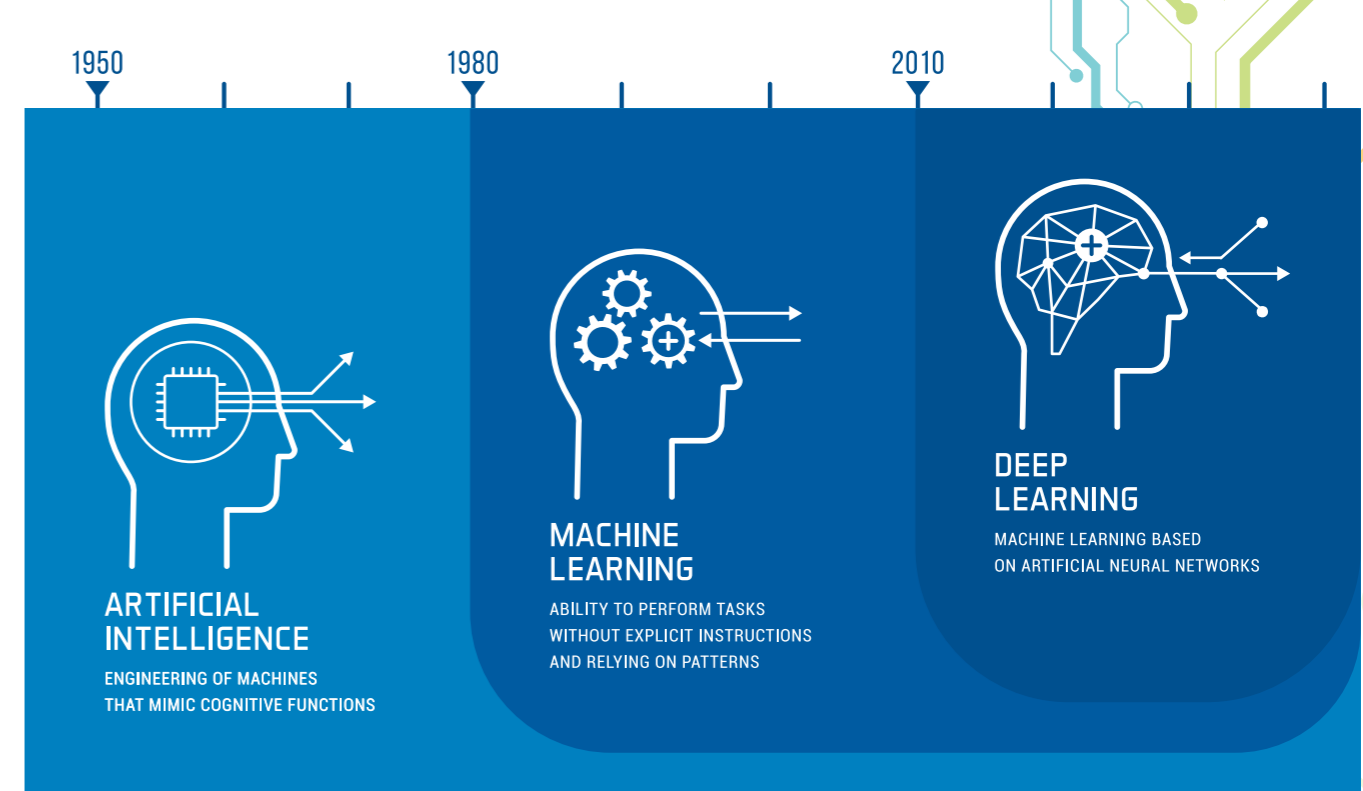 1950
1980
2010
ARTIFICIAL
INTELLIGENCE
ENGINEERING OF MACHINES
THAT MIMIC COGNITIVE FUNCTIONS
MACHINE
LEARNING
ABILITY TO PERFORM TASKS
WITHOUT EXPLICIT INSTRUCTIONS
AND RELYING ON PATTERNS
DEEP
LEARNING
MACHINE LEARNING BASED
ON ARTIFICIAL NEURAL NETWORKS